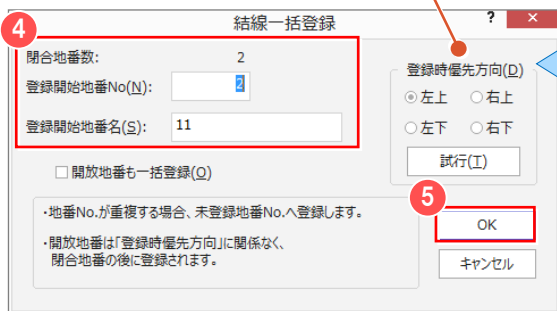 4
結線一括登録
? ×
閉合地番数: 2
登録開始地番No(N): 2
登録開始地番名(S): 11
登録時優先方向(D)
左上 右上
左下 右下
試行(T)
開放地番も一括登録(O)
・地番No.が重複する場合、未登録地番No.へ登録します。
・開放地番は「登録時優先方向」に関係なく、
閉合地番の後に登録されます。
5
OK
キャンセル